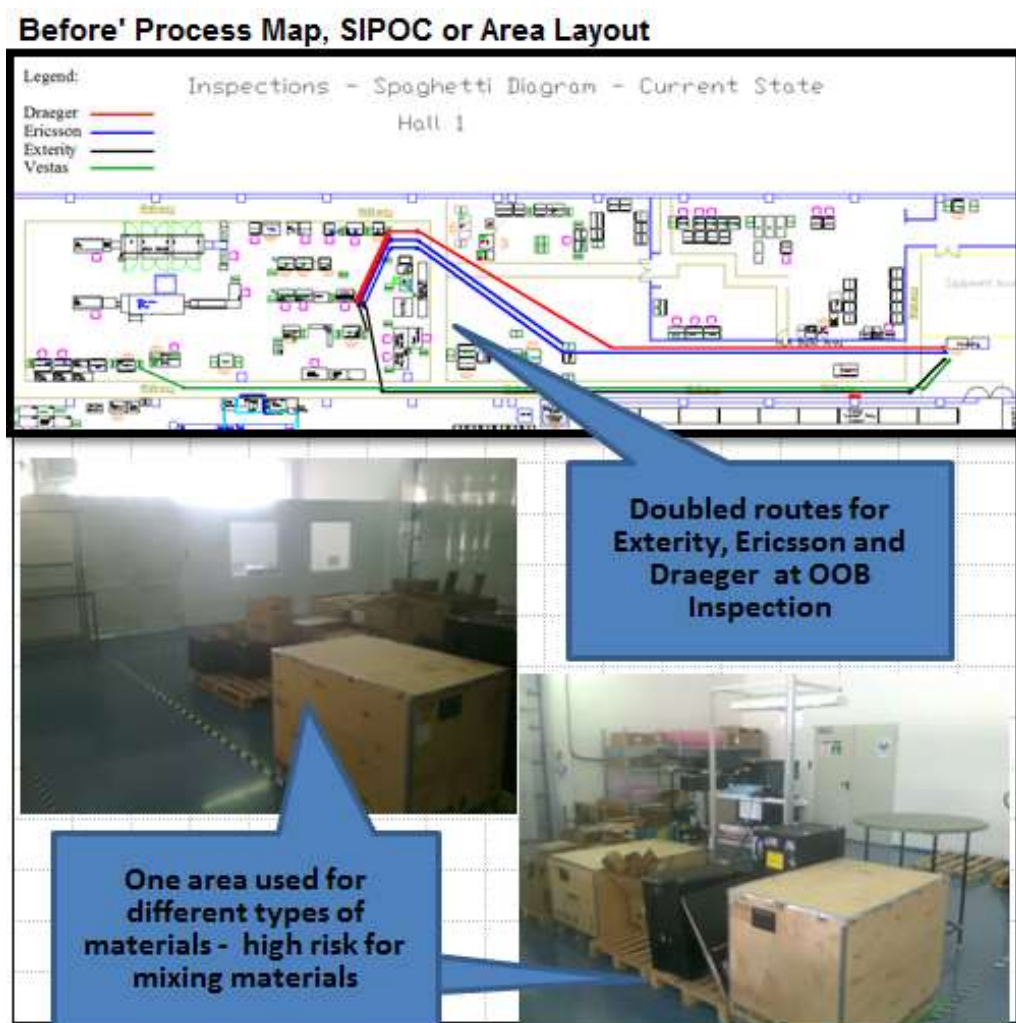 Before' Process Map, SIPOC or Area Layout
Legend:
Inspections - Spaghetti Diagram - Current State
Hall 1
Draeger
Ericsson
Exterity
Vestas
Doubled routes for
Exterity, Ericsson and
Draeger at OOB
Inspection
One area used for
different types of
materials - high risk for
mixing materials